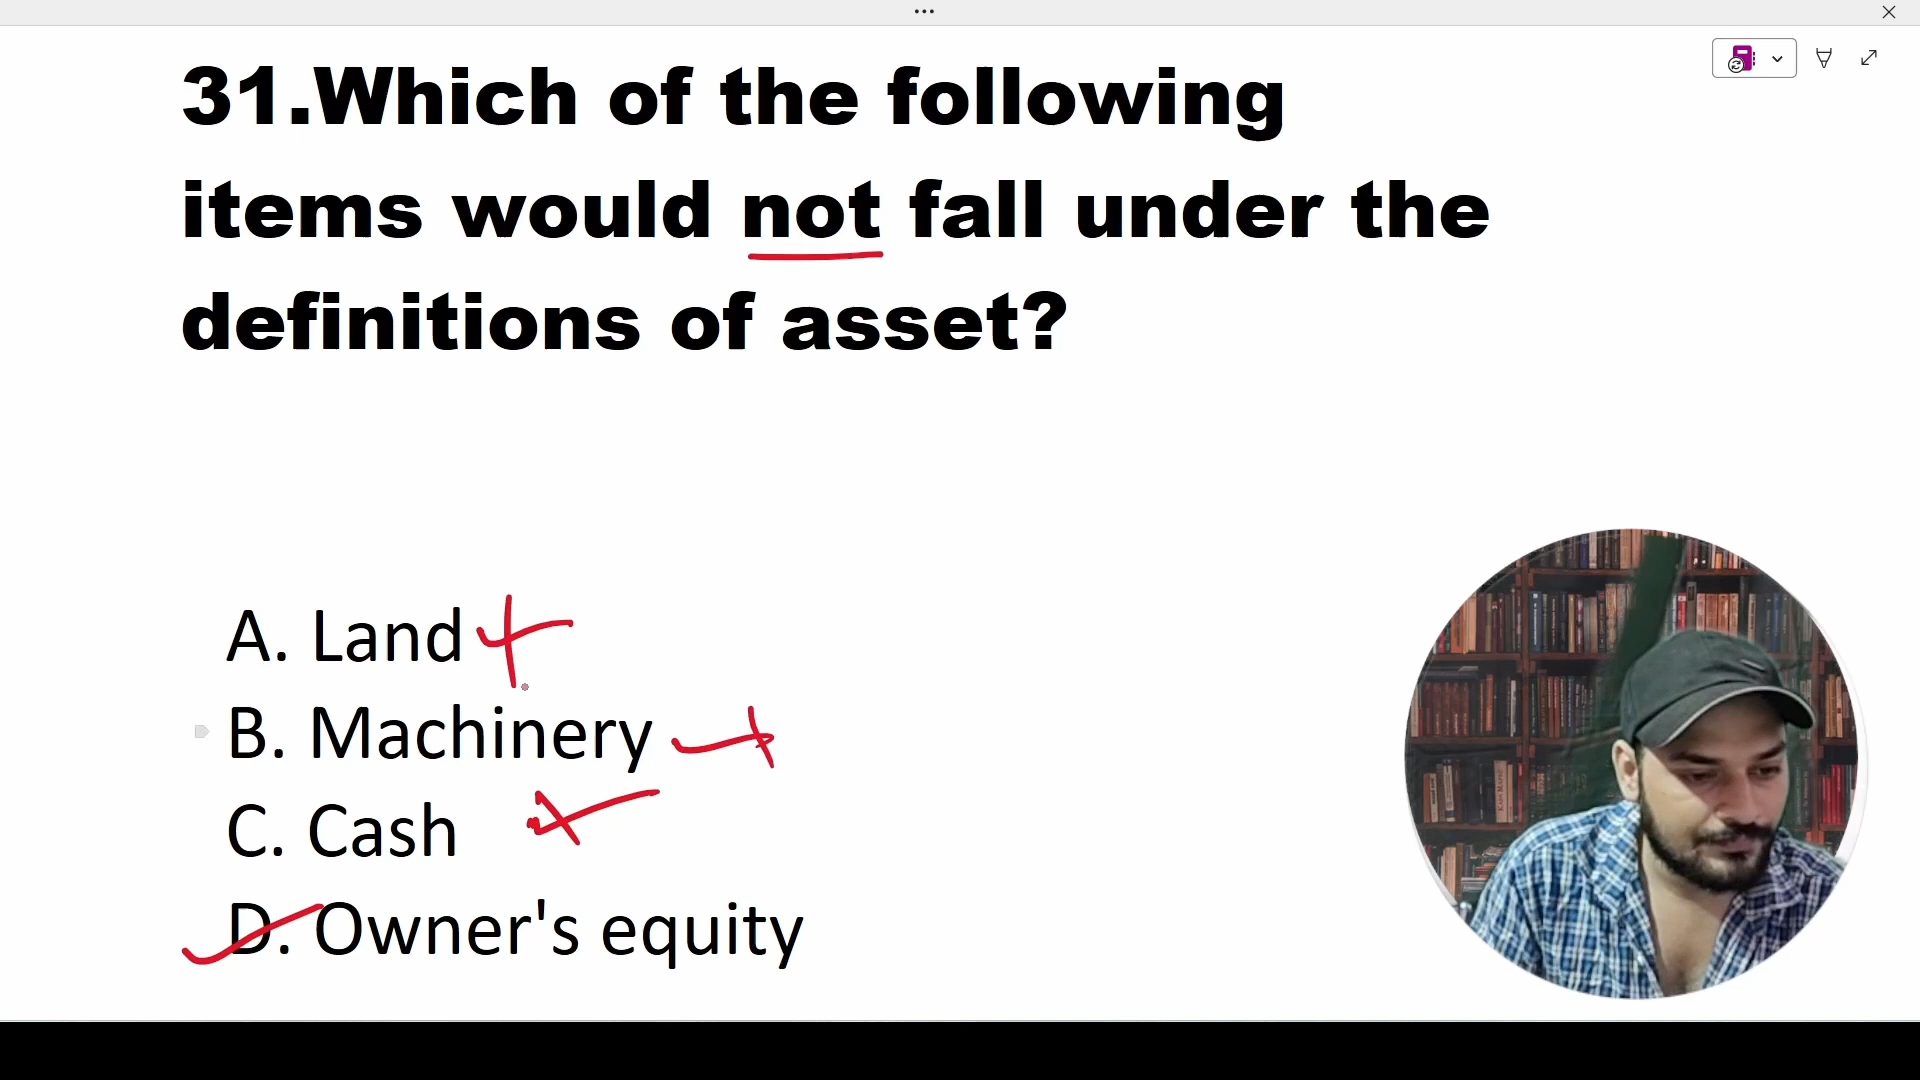 31.Which of the following
items would not fall under the
definitions of asset?
A. Land
B. Machinery
C. Cash
D. Owner's equity